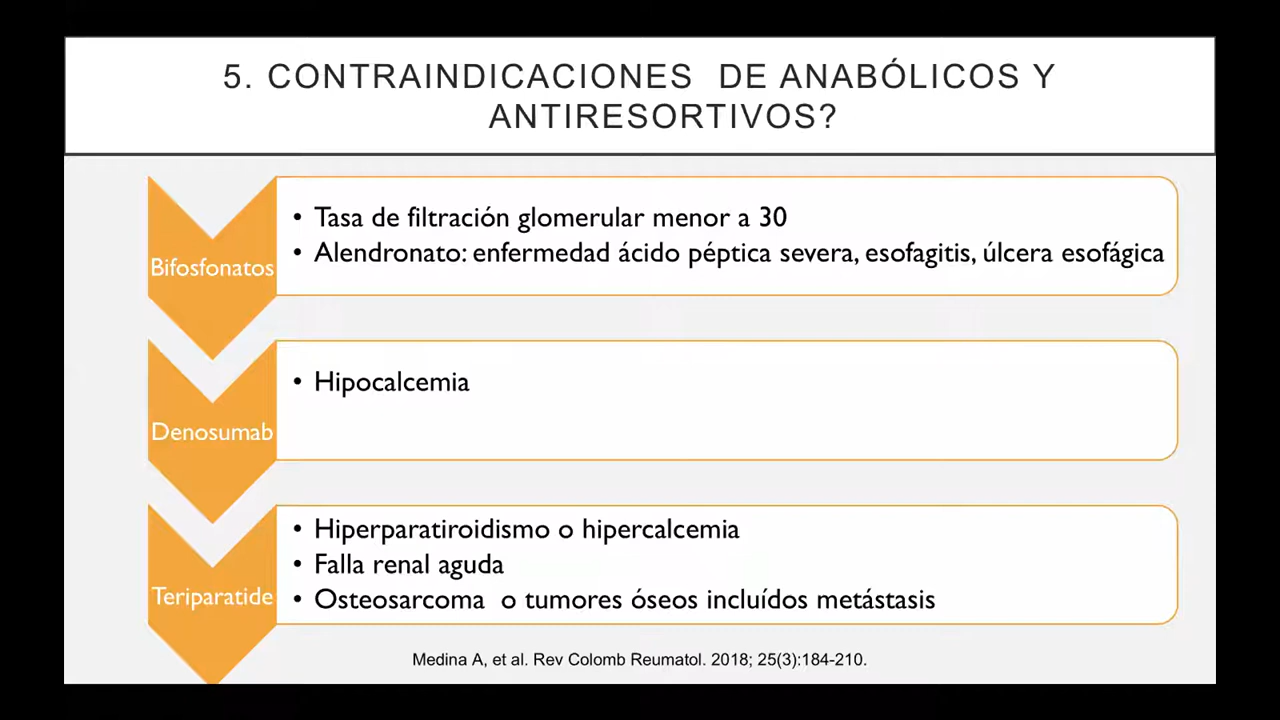 5. CONTRAINDICACIONES DE ANABÓLICOS Y
ANTIRESORTIVOS?
Bifosfonatos
• Tasa de filtración glomerular menor a 30
• Alendronato: enfermedad ácido péptica severa, esofagitis, úlcera esofágica
Denosumab
• Hipocalcemia
Teriparatide
• Hiperparatiroidismo o hipercalcemia
• Falla renal aguda
• Osteosarcoma o tumores óseos incluídos metástasis
Medina A, et al. Rev Colomb Reumatol. 2018; 25(3):184-210.